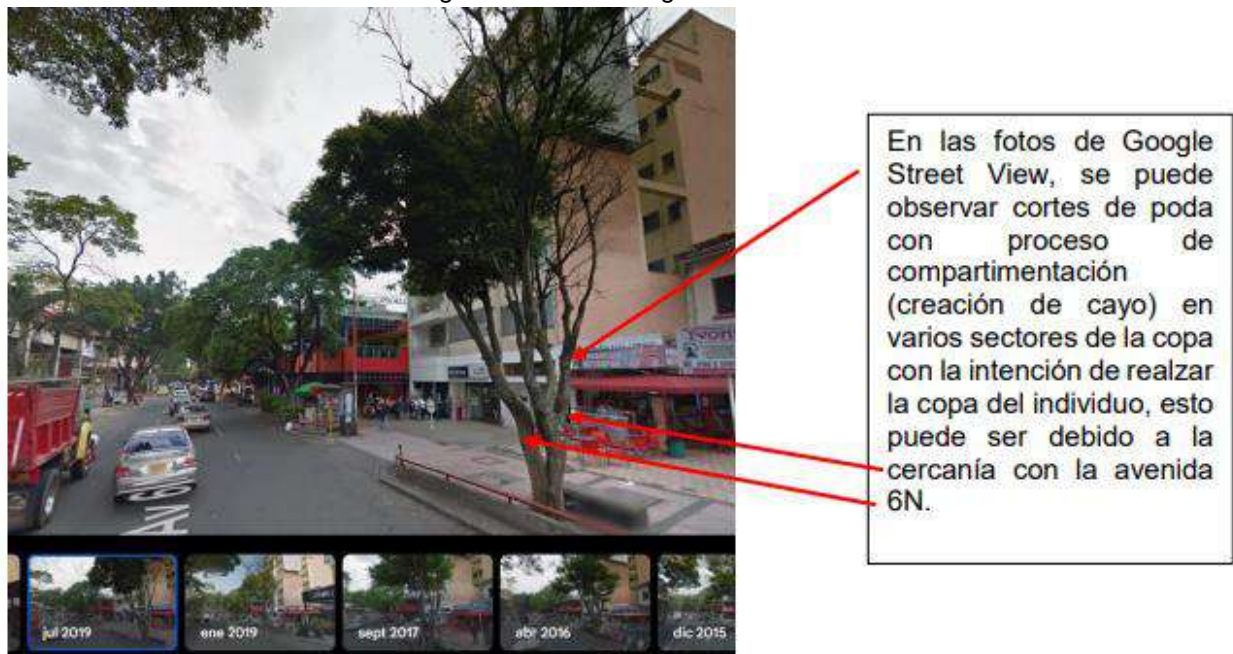 En las fotos de Google
Street View, se puede
observar cortes de poda
con proceso de
compartimentación
(creación de cayo) en
varios sectores de la copa
con la intención de realzar
la copa del individuo, esto
puede ser debido a la
cercanía con la avenida
6N.
Av 6N
jul 2019
ene 2019
sept 2017
abr 2016
dic 2015